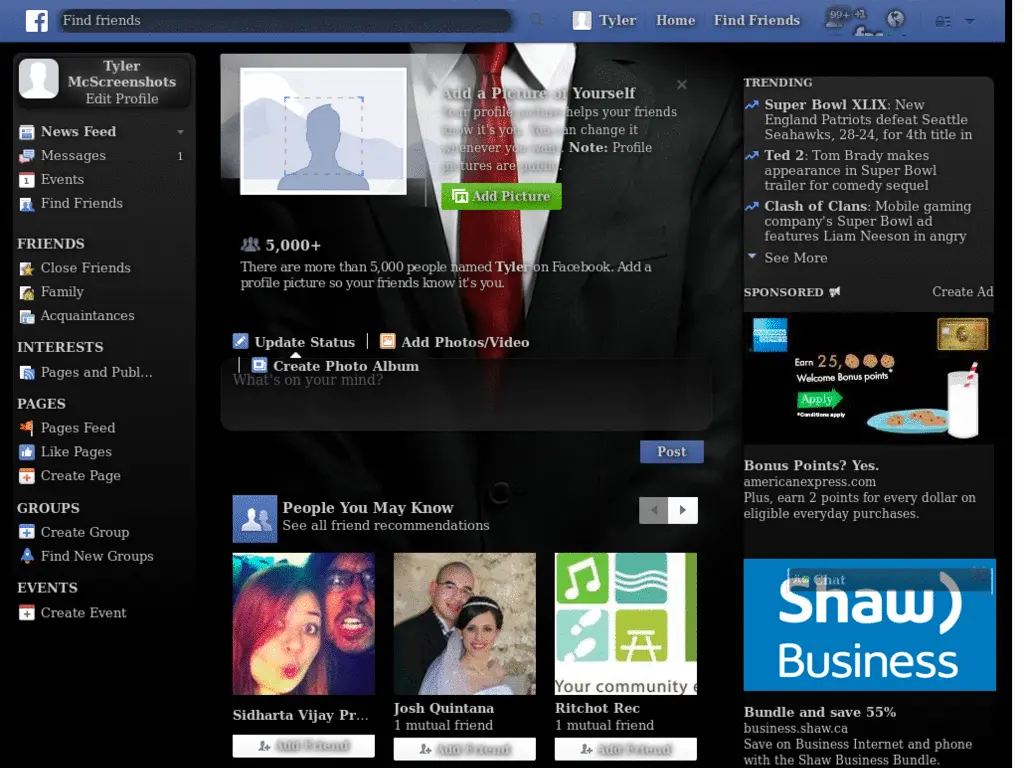 Find friends
Tyler
Home
Find Friends
99+
+1
Tyler
McScreenshots
Edit Profile
News Feed
Messages 1
1 Events
Find Friends
FRIENDS
Close Friends
Family
Acquaintances
INTERESTS
Pages and Publ...
PAGES
Pages Feed
Like Pages
Create Page
GROUPS
Create Group
Find New Groups
EVENTS
Create Event
Add a Picture of Yourself
Your profile picture helps your friends
know it's you. You can change it
whenever you want. Note: Profile
pictures are public.
Add Picture
5,000+
There are more than 5,000 people named Tyler on Facebook. Add a
profile picture so your friends know it's you.
Update Status
Add Photos/Video
Create Photo Album
What's on your mind?
Post
People You May Know
See all friend recommendations
Sidharta Vijay Pr...
Add Friend
Josh Quintana
1 mutual friend
Add Friend
Your community e
Ritchot Rec
1 mutual friend
Add Friend
TRENDING
Super Bowl XLIX: New
England Patriots defeat Seattle
Seahawks, 28-24, for 4th title in
Ted 2: Tom Brady makes
appearance in Super Bowl
trailer for comedy sequel
Clash of Clans: Mobile gaming
company's Super Bowl ad
features Liam Neeson in angry
See More
SPONSORED
Create Ad
Earn 25,
Welcome Bonus points*
Apply
*Conditions apply
Bonus Points? Yes.
americanexpress.com
Plus, earn 2 points for every dollar on
eligible everyday purchases.
Chat
Shaw)
Business
Bundle and save 55%
business.shaw.ca
Save on Business Internet and phone
with the Shaw Business Bundle.